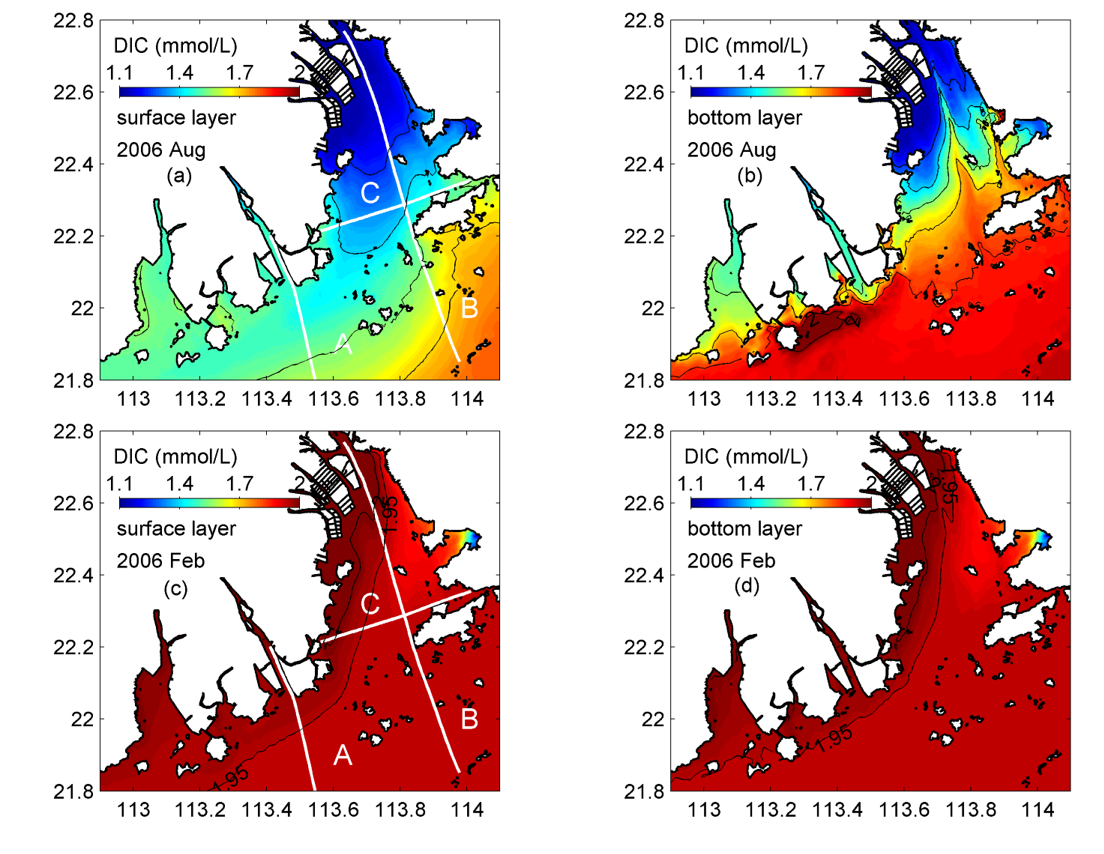 22.8
DIC (mmol/L)
1.1 1.4 1.7 2
22.6
surface layer
2006 Aug
22.4
(a)
C
22.2
22
B
A
21.8
113 113.2 113.4 113.6 113.8 114
22.8
DIC (mmol/L)
1.1 1.4 1.7 2
22.6
bottom layer
2006 Aug
22.4
(b)
22.2
22
2
21.8
113 113.2 113.4 113.6 113.8 114
22.8
DIC (mmol/L)
1.1 1.4 1.7 2
22.6
1.95
surface layer
2006 Feb
22.4
(c)
C
22.2
22
B
A
1.95
21.8
113 113.2 113.4 113.6 113.8 114
22.8
DIC (mmol/L)
1.1 1.4 1.7 2
1.95
22.6
bottom layer
2006 Feb
22.4
(d)
22.2
22
1.95
21.8
113 113.2 113.4 113.6 113.8 114